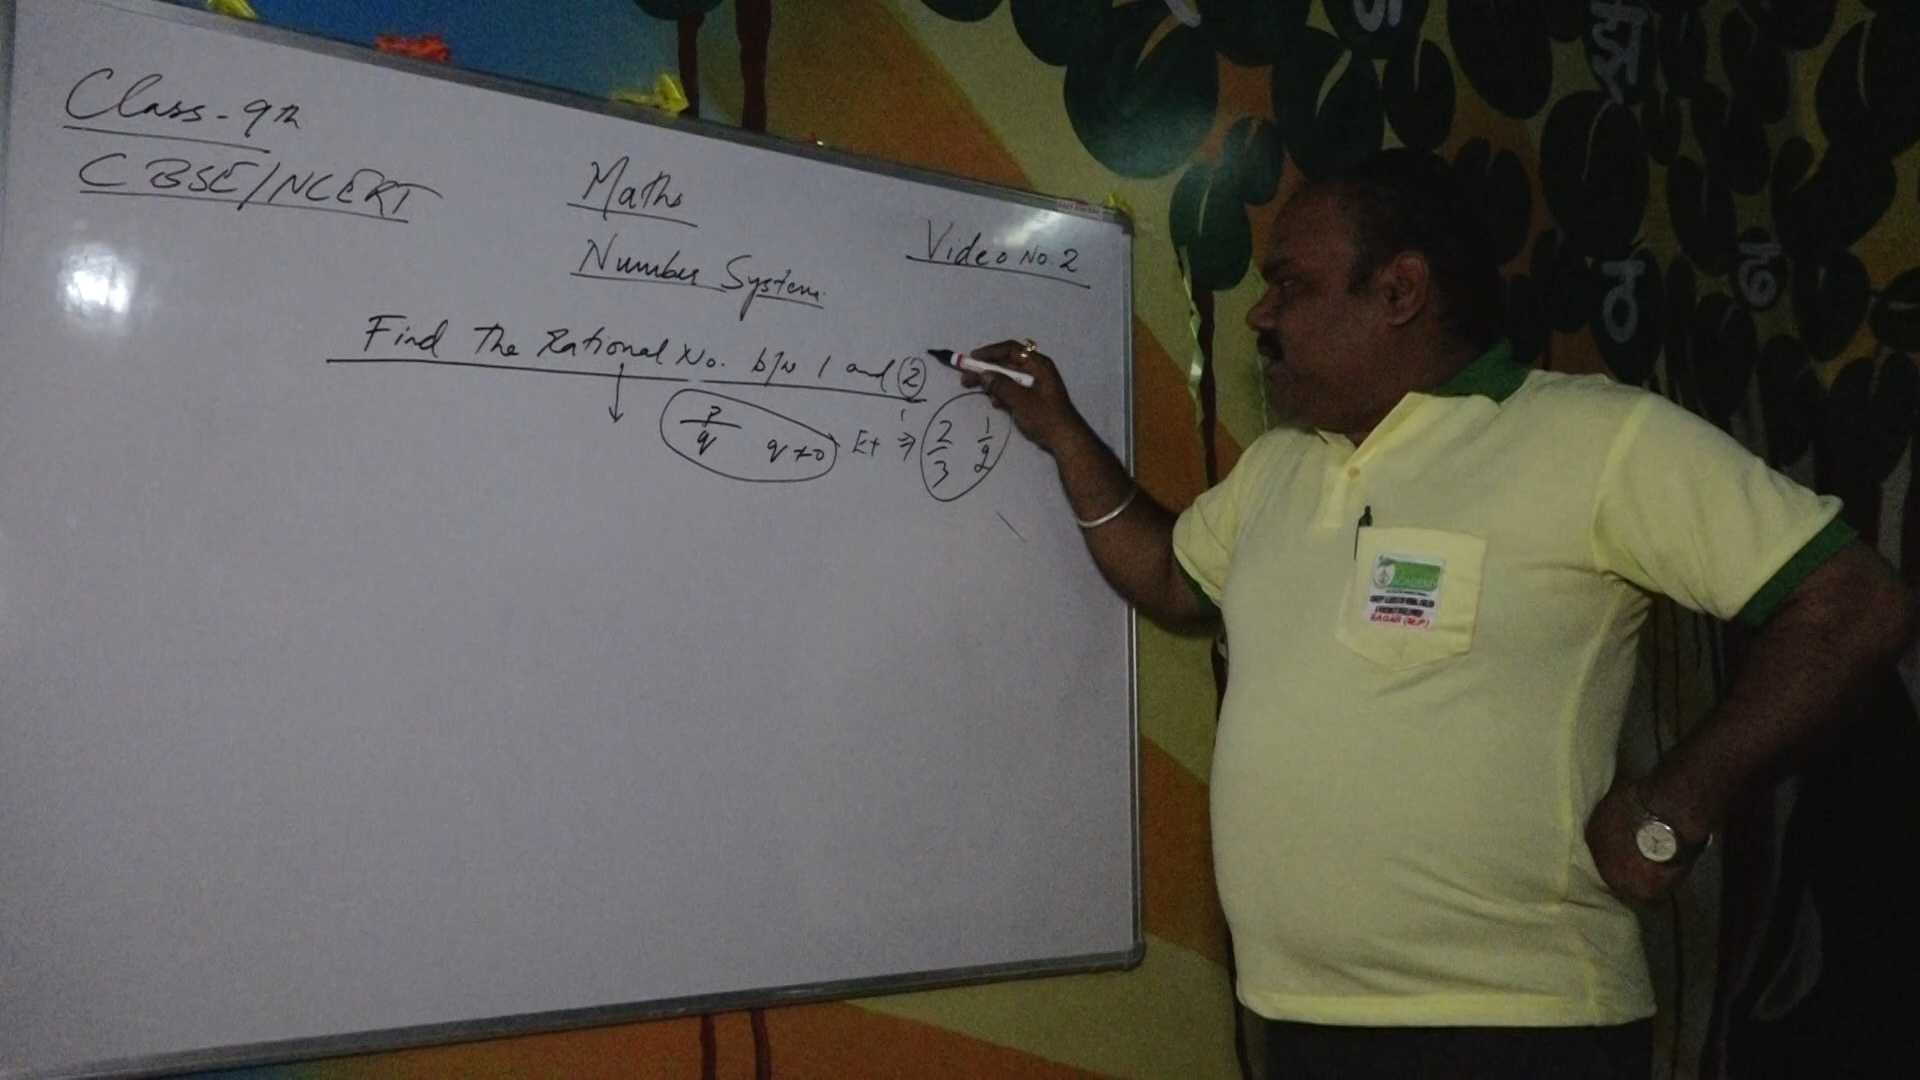 Class - 9th
CBSE/NCERT
Maths
Number System
Video No. 2
Find The Rational No. b/w 1 and 2
p/q q≠0 Ex ⇒ 2/3 1/2
SAGAR (M.P.)
झ
ठ
ढ